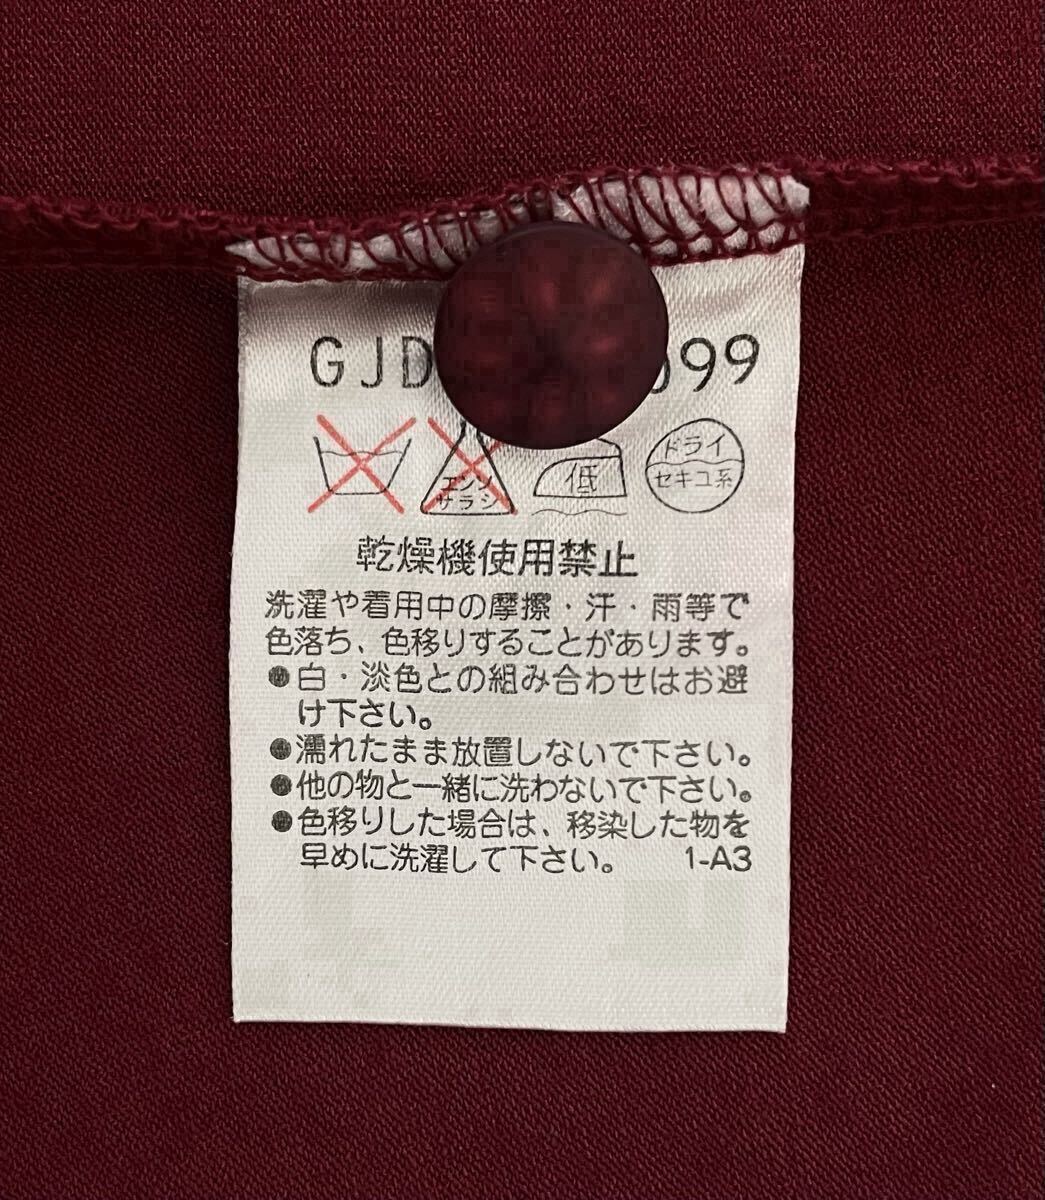 GJD 099
エンソ
サラシ
低
ドライ
セキユ系
乾燥機使用禁止
洗濯や着用中の摩擦・汗・雨等で
色落ち、色移りすることがあります。
●白・淡色との組み合わせはお避
け下さい。
●濡れたまま放置しないで下さい。
●他の物と一緒に洗わないで下さい。
●色移りした場合は、移染した物を
早めに洗濯して下さい。 1-A3